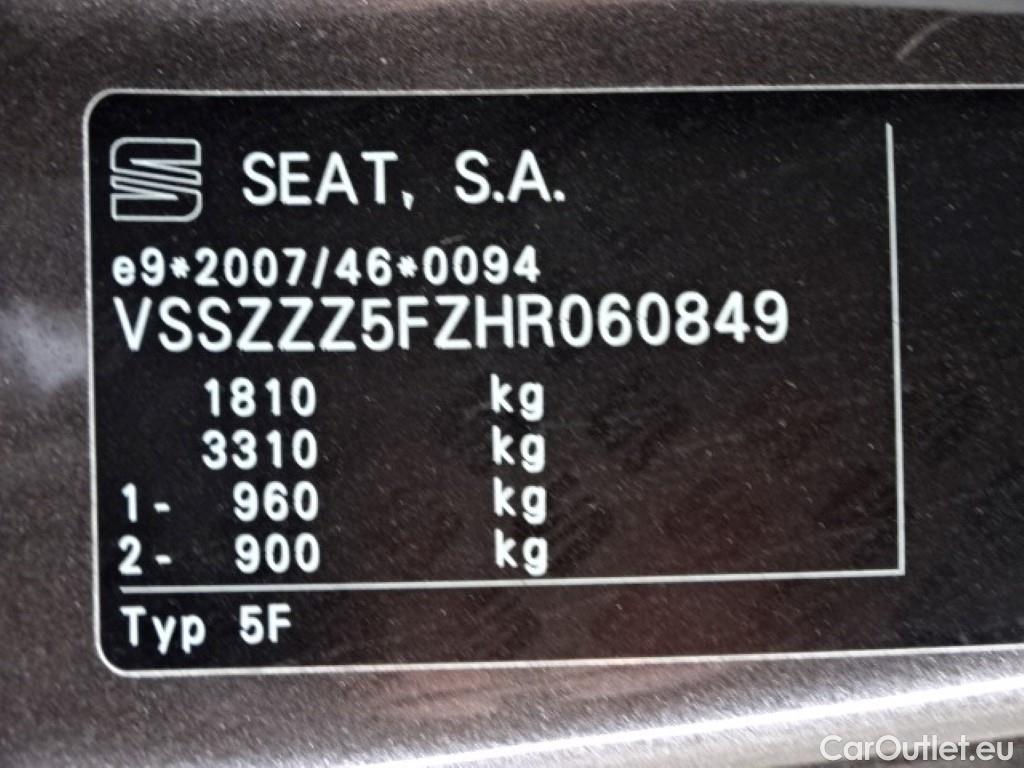 SEAT, S.A.
e9*2007/46*0094
VSSZZZ5FZHR060849
1810 kg
3310 kg
1- 960 kg
2- 900 kg
Typ 5F
CarOutlet.eu